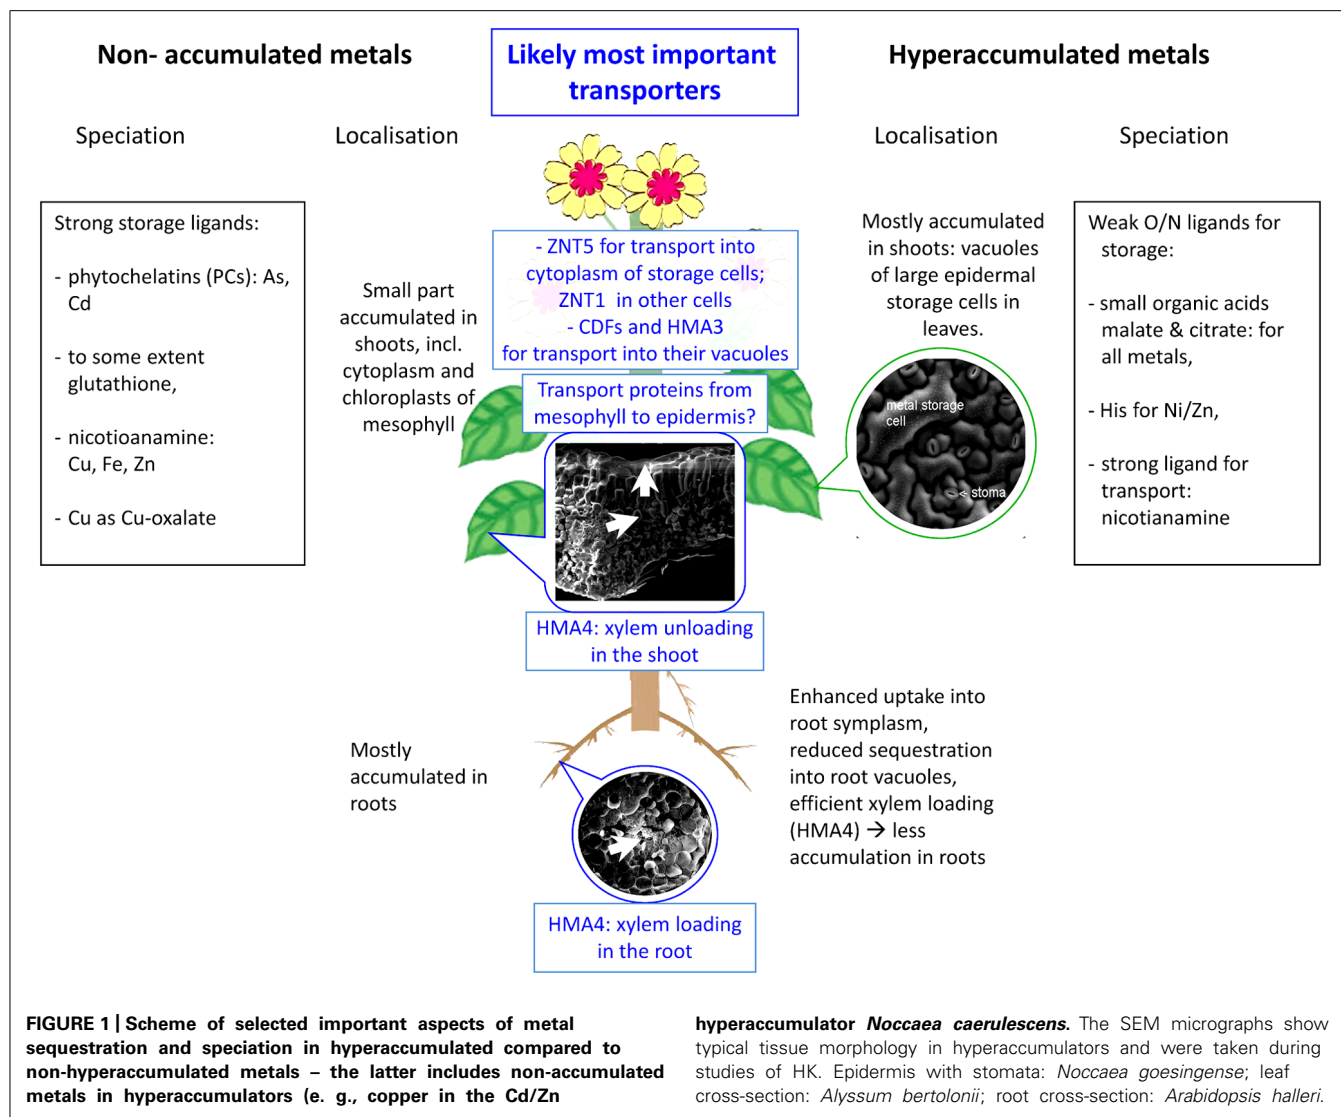 Non- accumulated metals
Likely most important
transporters
Hyperaccumulated metals
Speciation
Localisation
Localisation
Speciation
Strong storage ligands:
- phytochelatins (PCs): As,
Cd
- to some extent
glutathione,
- nicotioanamine:
Cu, Fe, Zn
- Cu as Cu-oxalate
Small part
accumulated in
shoots, incl.
cytoplasm and
chloroplasts of
mesophyll
- ZNT5 for transport into
cytoplasm of storage cells;
ZNT1 in other cells
- CDFs and HMA3
for transport into their vacuoles
Transport proteins from
mesophyll to epidermis?
HMA4: xylem unloading
in the shoot
Mostly accumulated
in shoots: vacuoles
of large epidermal
storage cells in
leaves.
metal storage
cell
< stoma
Weak O/N ligands for
storage:
- small organic acids
malate & citrate: for
all metals,
- His for Ni/Zn,
- strong ligand for
transport:
nicotianamine
Mostly
accumulated in
roots
HMA4: xylem loading
in the root
Enhanced uptake into
root symplasm,
reduced sequestration
into root vacuoles,
efficient xylem loading
(HMA4) → less
accumulation in roots
FIGURE 1 | Scheme of selected important aspects of metal
sequestration and speciation in hyperaccumulated compared to
non-hyperaccumulated metals – the latter includes non-accumulated
metals in hyperaccumulators (e. g., copper in the Cd/Zn
hyperaccumulator Noccaea caerulescens. The SEM micrographs show
typical tissue morphology in hyperaccumulators and were taken during
studies of HK. Epidermis with stomata: Noccaea goesingense; leaf
cross-section: Alyssum bertolonii; root cross-section: Arabidopsis halleri.